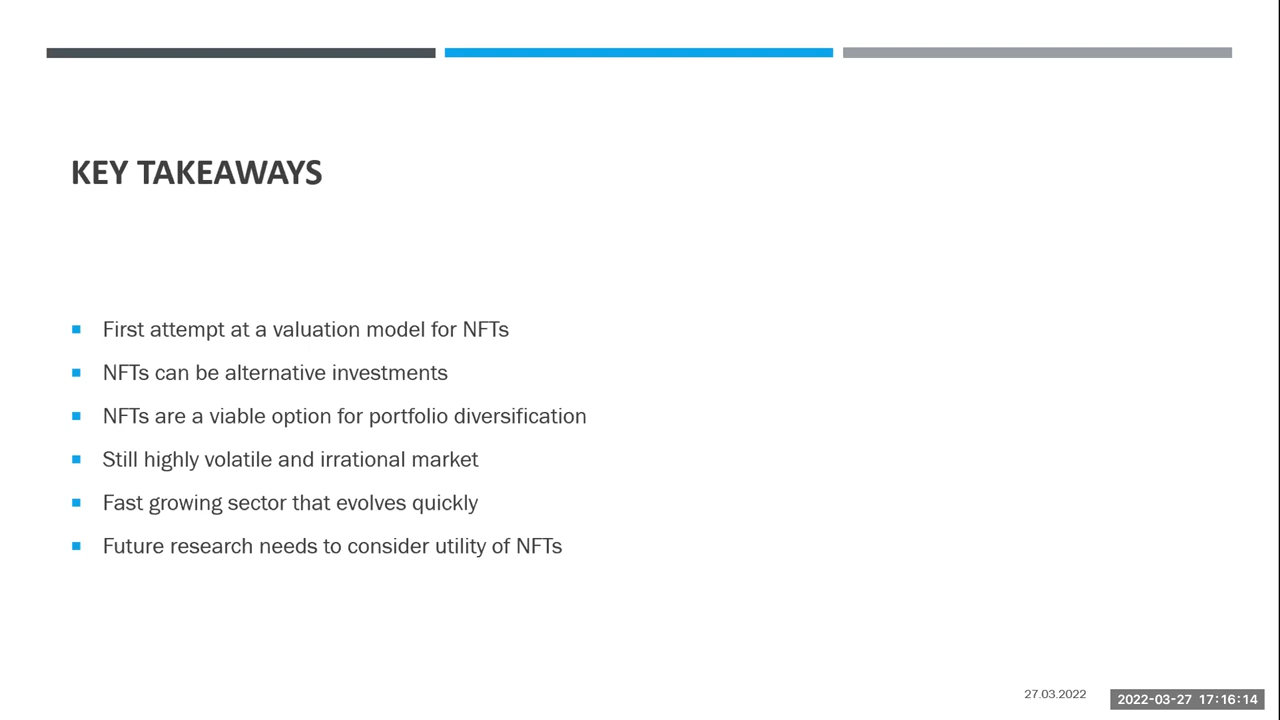 KEY TAKEAWAYS
First attempt at a valuation model for NFTs
NFTs can be alternative investments
NFTs are a viable option for portfolio diversification
Still highly volatile and irrational market
Fast growing sector that evolves quickly
Future research needs to consider utility of NFTs
27.03.2022
2022-03-27 17:16:14